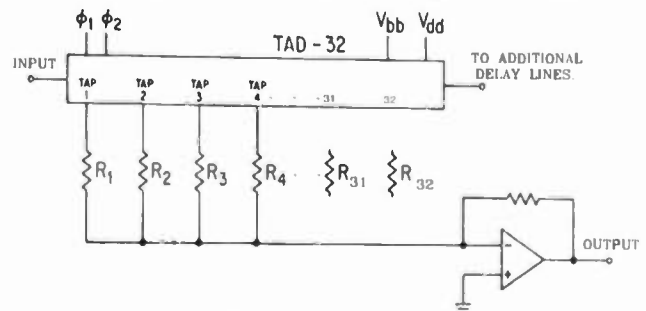 ϕ1 ϕ2 Vbb Vdd
TAD-32
INPUT
TO ADDITIONAL
DELAY LINES.
TAP TAP TAP TAP
1 2 3 4 31 32
R1 R2 R3 R4 R31 R32
- 
+
OUTPUT